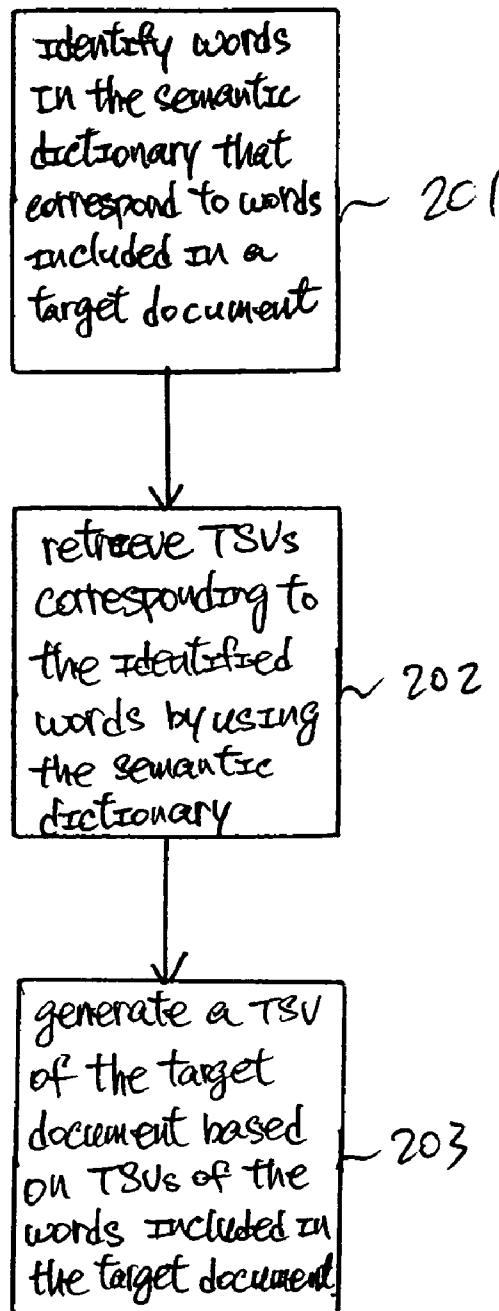 identify words
in the semantic
dictionary that
correspond to words
included in a
target document
201
retrieve TSVs
corresponding to
the identified
words by using
the semantic
dictionary
202
generate a TSV
of the target
document based
on TSVs of the
words included in
the target document
203